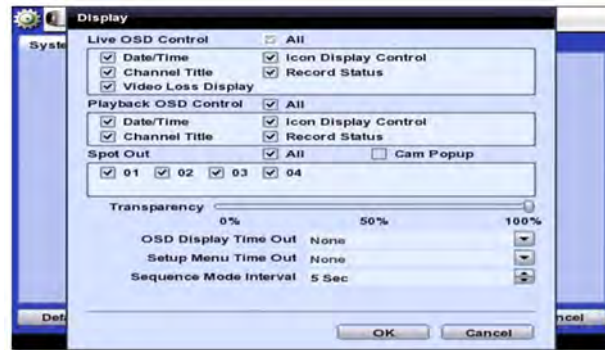 Display
Syste
Live OSD Control All
Date/Time Icon Display Control
Channel Title Record Status
Video Loss Display
Playback OSD Control All
Date/Time Icon Display Control
Channel Title Record Status
Spot Out All Cam Popup
01 02 03 04
Transparency
0% 50% 100%
OSD Display Time Out None
Setup Menu Time Out None
Sequence Mode Interval 5 Sec
Defa ncel
OK Cancel